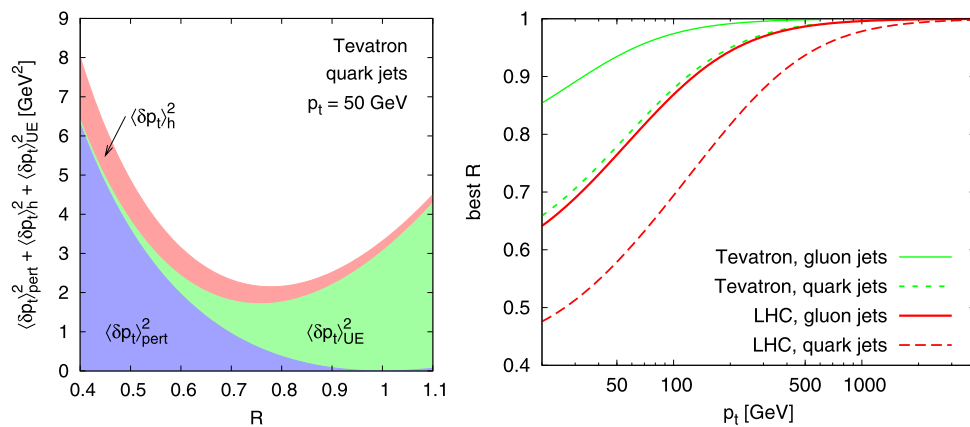 ⟨δpₜ⟩²pert + ⟨δpₜ⟩²h + ⟨δpₜ⟩²UE [GeV²]
9
8
7
6
5
4
3
2
1
0
Tevatron
quark jets
pₜ = 50 GeV
⟨δpₜ⟩²h
⟨δpₜ⟩²pert
⟨δpₜ⟩²UE
0.4 0.5 0.6 0.7 0.8 0.9 1 1.1
R
best R
1
0.9
0.8
0.7
0.6
0.5
0.4
Tevatron, gluon jets
Tevatron, quark jets
LHC, gluon jets
LHC, quark jets
50 100 500 1000
pₜ [GeV]